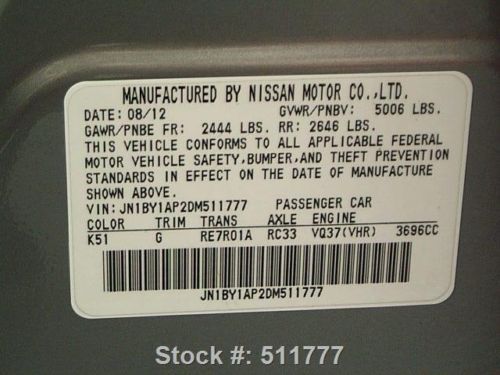 MANUFACTURED BY NISSAN MOTOR CO.,LTD.
DATE: 08/12 GVWR/PNBV: 5006 LBS.
GAWR/PNBE FR: 2444 LBS. RR: 2646 LBS.
THIS VEHICLE CONFORMS TO ALL APPLICABLE FEDERAL
MOTOR VEHICLE SAFETY,BUMPER,AND THEFT PREVENTION
STANDARDS IN EFFECT ON THE DATE OF MANUFACTURE
SHOWN ABOVE.
VIN: JN1BY1AP2DM511777 PASSENGER CAR
COLOR TRIM TRANS AXLE ENGINE
K51 G RE7R01A RC33 VQ37(VHR) 3696CC
JN1BY1AP2DM511777
Stock #: 511777